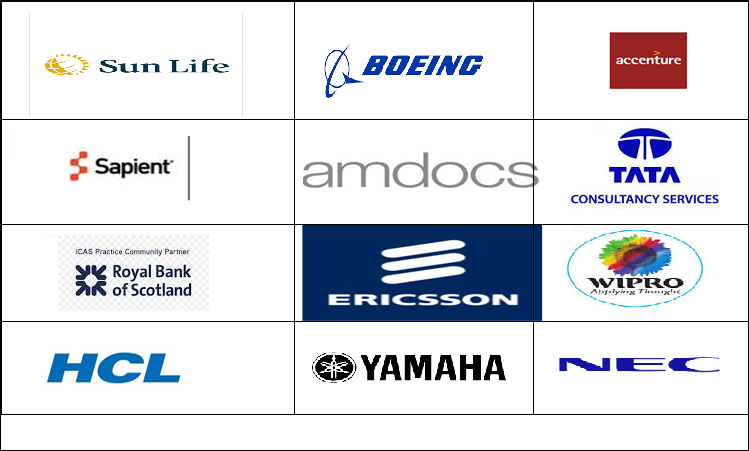 Sun Life
BOEING
accenture
Sapient
amdocs
TATA
CONSULTANCY SERVICES
ICAS Practice Community Partner
Royal Bank
of Scotland
ERICSSON
WIPRO
Applying Thought
HCL
YAMAHA
NEC